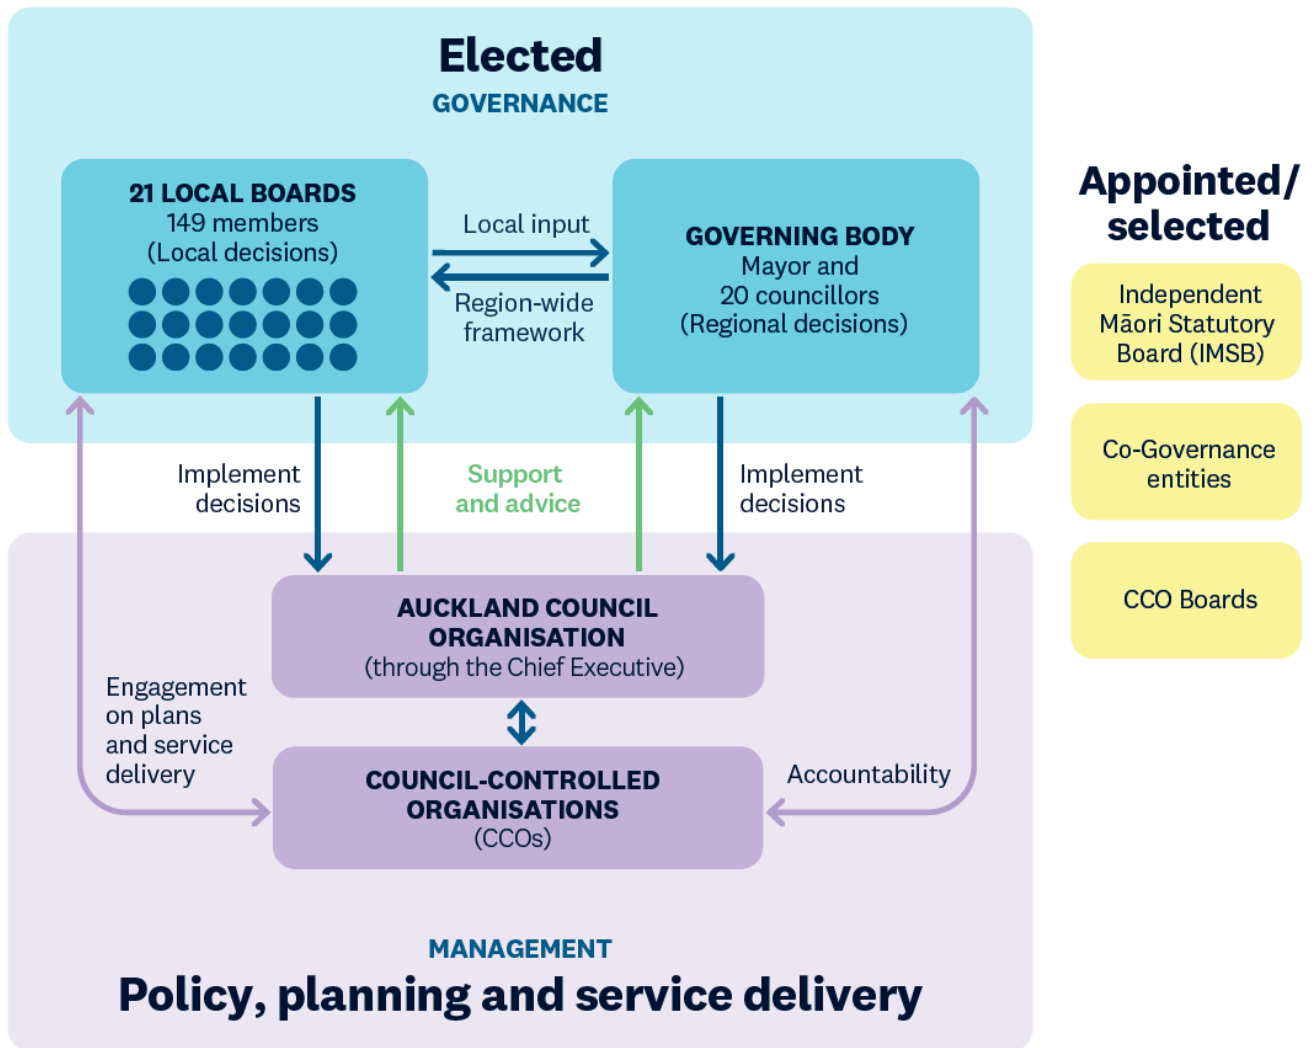 Elected
GOVERNANCE
21 LOCAL BOARDS
149 members
(Local decisions)
Local input
Region-wide
framework
GOVERNING BODY
Mayor and
20 councillors
(Regional decisions)
Appointed/
selected
Independent
Māori Statutory
Board (IMSB)
Co-Governance
entities
CCO Boards
Implement
decisions
Support
and advice
Implement
decisions
AUCKLAND COUNCIL
ORGANISATION
(through the Chief Executive)
Engagement
on plans
and service
delivery
COUNCIL-CONTROLLED
ORGANISATIONS
(CCOs)
Accountability
MANAGEMENT
Policy, planning and service delivery